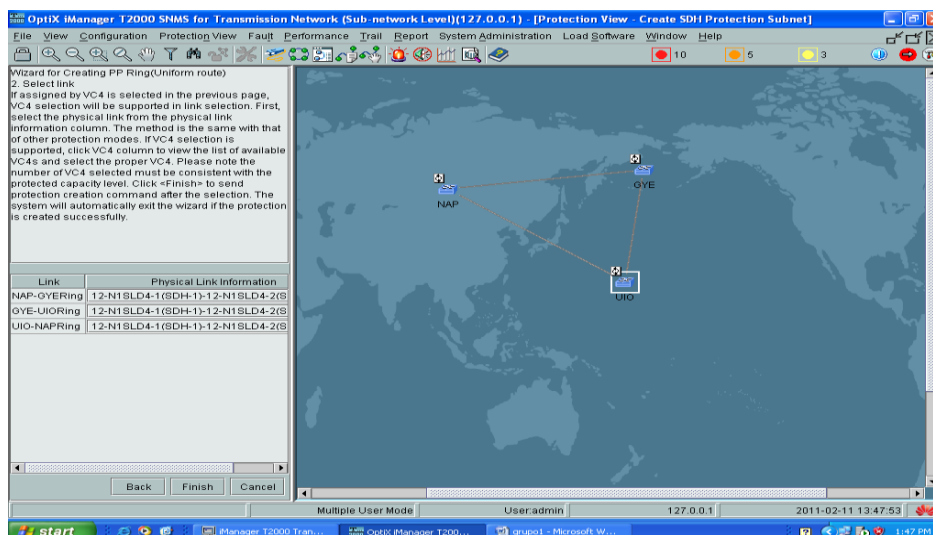 OptiX iManager T2000 SNMS for Transmission Network (Sub-network Level)(127.0.0.1) - [Protection View - Create SDH Protection Subnet]
File View Configuration Protection View Fault Performance Trail Report System Administration Load Software Window Help
10 5 3
Wizard for Creating PP Ring(Uniform route)
2. Select link
If assigned by VC4 is selected in the previous page,
VC4 selection will be supported in link selection. First,
select the physical link from the physical link
information column. The method is the same with that
of other protection modes. If VC4 selection is
supported, click VC4 column to view the list of available
VC4s and select the proper VC4. Please note the
number of VC4 selected must be consistent with the
protected capacity level. Click <Finish> to send
protection creation command after the selection. The
system will automatically exit the wizard if the protection
is created successfully.
NAP
GYE
UIO
Link Physical Link Information
NAP-GYERing 12-N1SLD4-1(SDH-1)-12-N1SLD4-2(S
GYE-UIORing 12-N1SLD4-1(SDH-1)-12-N1SLD4-2(S
UIO-NAPRing 12-N1SLD4-1(SDH-1)-12-N1SLD4-2(S
Back Finish Cancel
Multiple User Mode User:admin 127.0.0.1 2011-02-11 13:47:53
start iManager T2000 Tran... OptiX iManager T200... grupo1 - Microsoft W... 1:47 PM